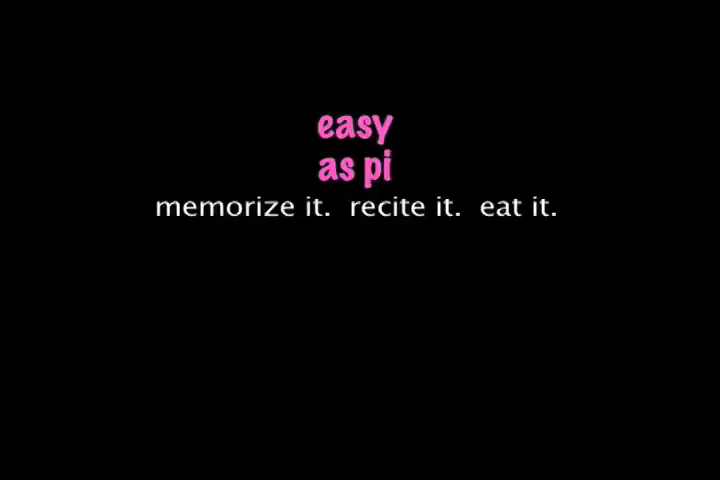 easy
as pi
memorize it. recite it. eat it.